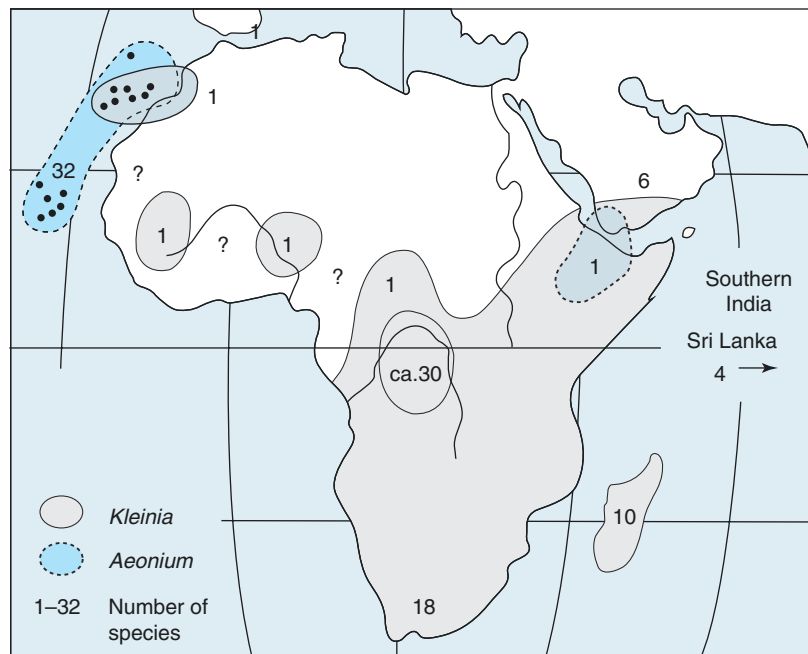 1
1
32
?
6
1
?
1
?
1
1
Southern
India
Sri Lanka
4
ca.30
10
18
Kleinia
Aeonium
1–32 Number of
species